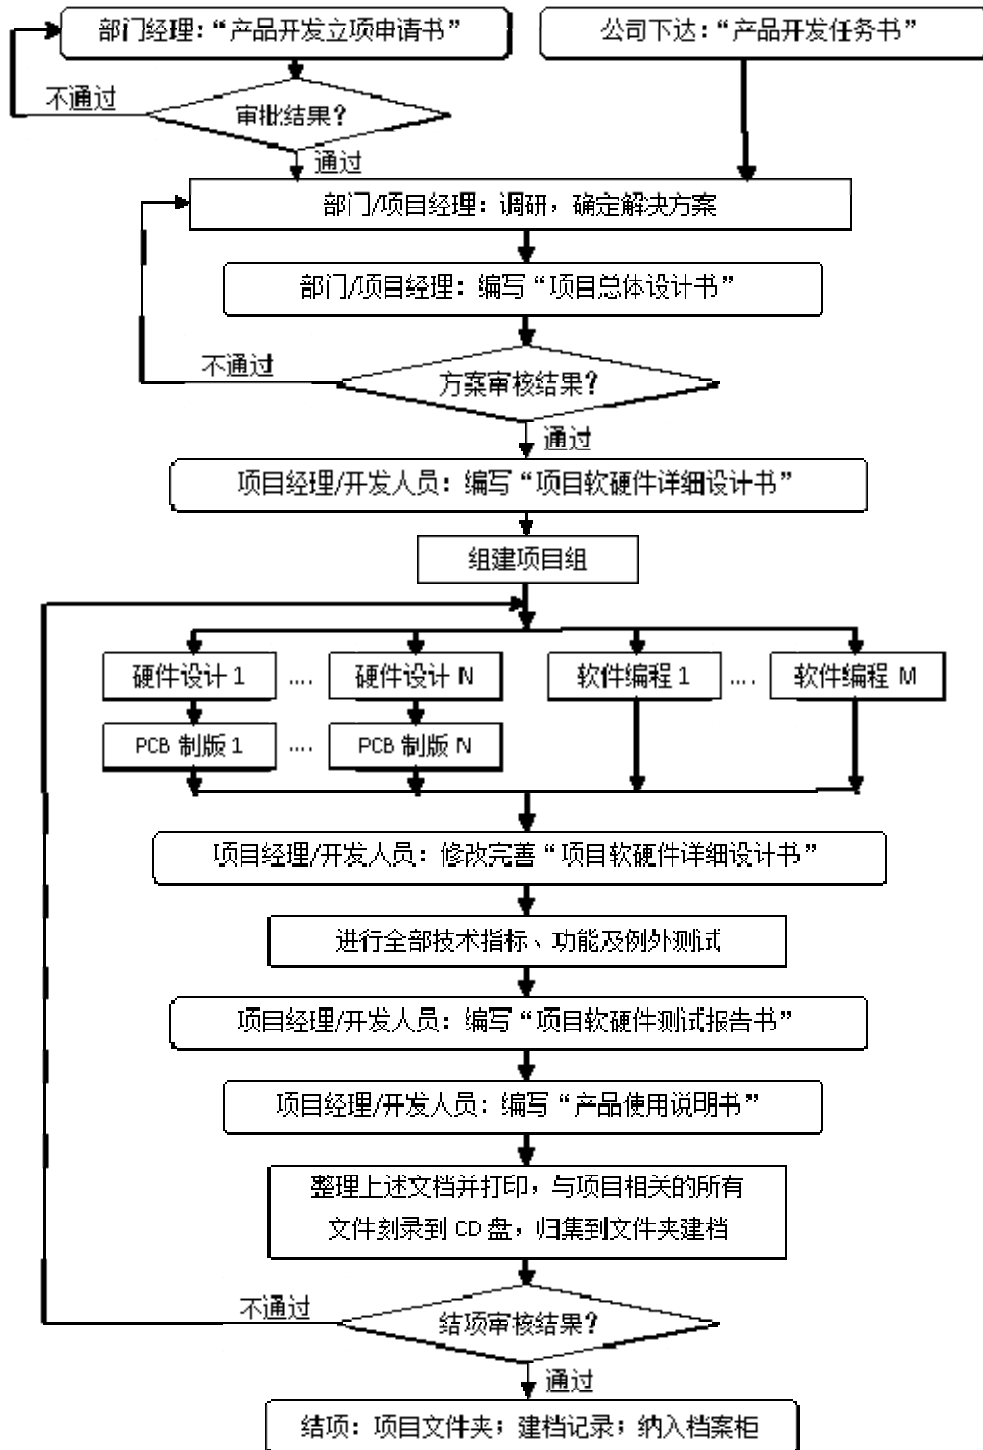 部门经理：“产品开发立项申请书”
公司下达：“产品开发任务书”
不通过
审批结果？
通过
部门/项目经理：调研，确定解决方案
部门/项目经理：编写“项目总体设计书”
不通过
方案审核结果？
通过
项目经理/开发人员：编写“项目软硬件详细设计书”
组建项目组
硬件设计 1
....
硬件设计 N
软件编程 1
....
软件编程 M
PCB 制版 1
....
PCB 制版 N
项目经理/开发人员：修改完善“项目软硬件详细设计书”
进行全部技术指标、功能及例外测试
项目经理/开发人员：编写“项目软硬件测试报告书”
项目经理/开发人员：编写“产品使用说明书”
整理上述文档并打印，与项目相关的所有
文件刻录到 CD 盘，归集到文件夹建档
不通过
结项审核结果？
通过
结项：项目文件夹；建档记录；纳入档案柜